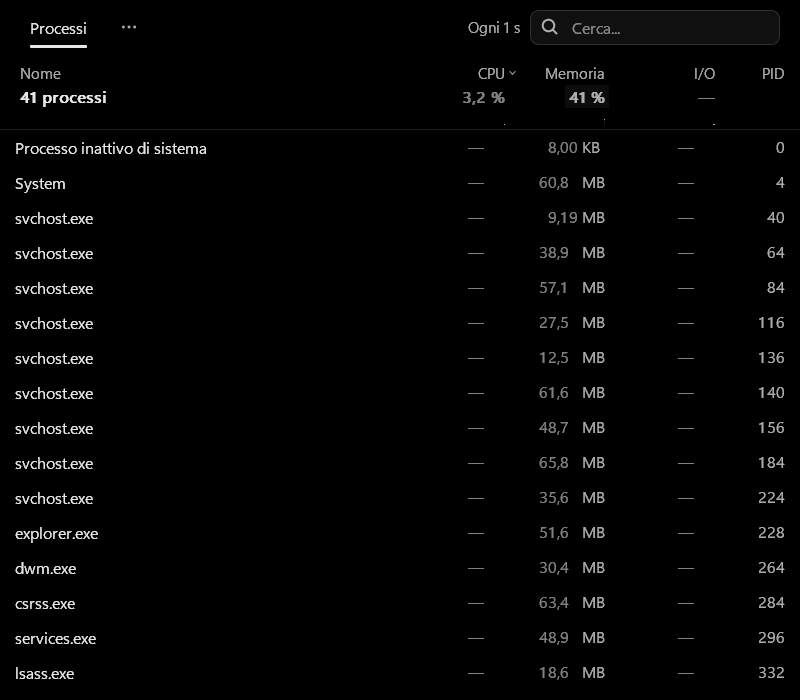 Processi ··· Ogni 1 s Cerca...
Nome CPU Memoria I/O PID
41 processi 3,2 % 41 % —
Processo inattivo di sistema — 8,00 KB — 0
System — 60,8 MB — 4
svchost.exe — 9,19 MB — 40
svchost.exe — 38,9 MB — 64
svchost.exe — 57,1 MB — 84
svchost.exe — 27,5 MB — 116
svchost.exe — 12,5 MB — 136
svchost.exe — 61,6 MB — 140
svchost.exe — 48,7 MB — 156
svchost.exe — 65,8 MB — 184
svchost.exe — 35,6 MB — 224
explorer.exe — 51,6 MB — 228
dwm.exe — 30,4 MB — 264
csrss.exe — 63,4 MB — 284
services.exe — 48,9 MB — 296
lsass.exe — 18,6 MB — 332